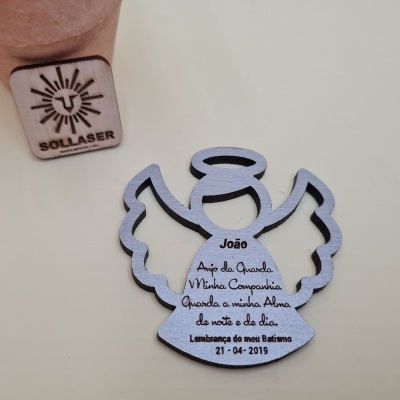 SOLLASER
João
Anjo da Guarda
Minha Companhia
Guarda a minha Alma
de noite e de dia.
Lembrança do meu Batismo
21 - 04 - 2019